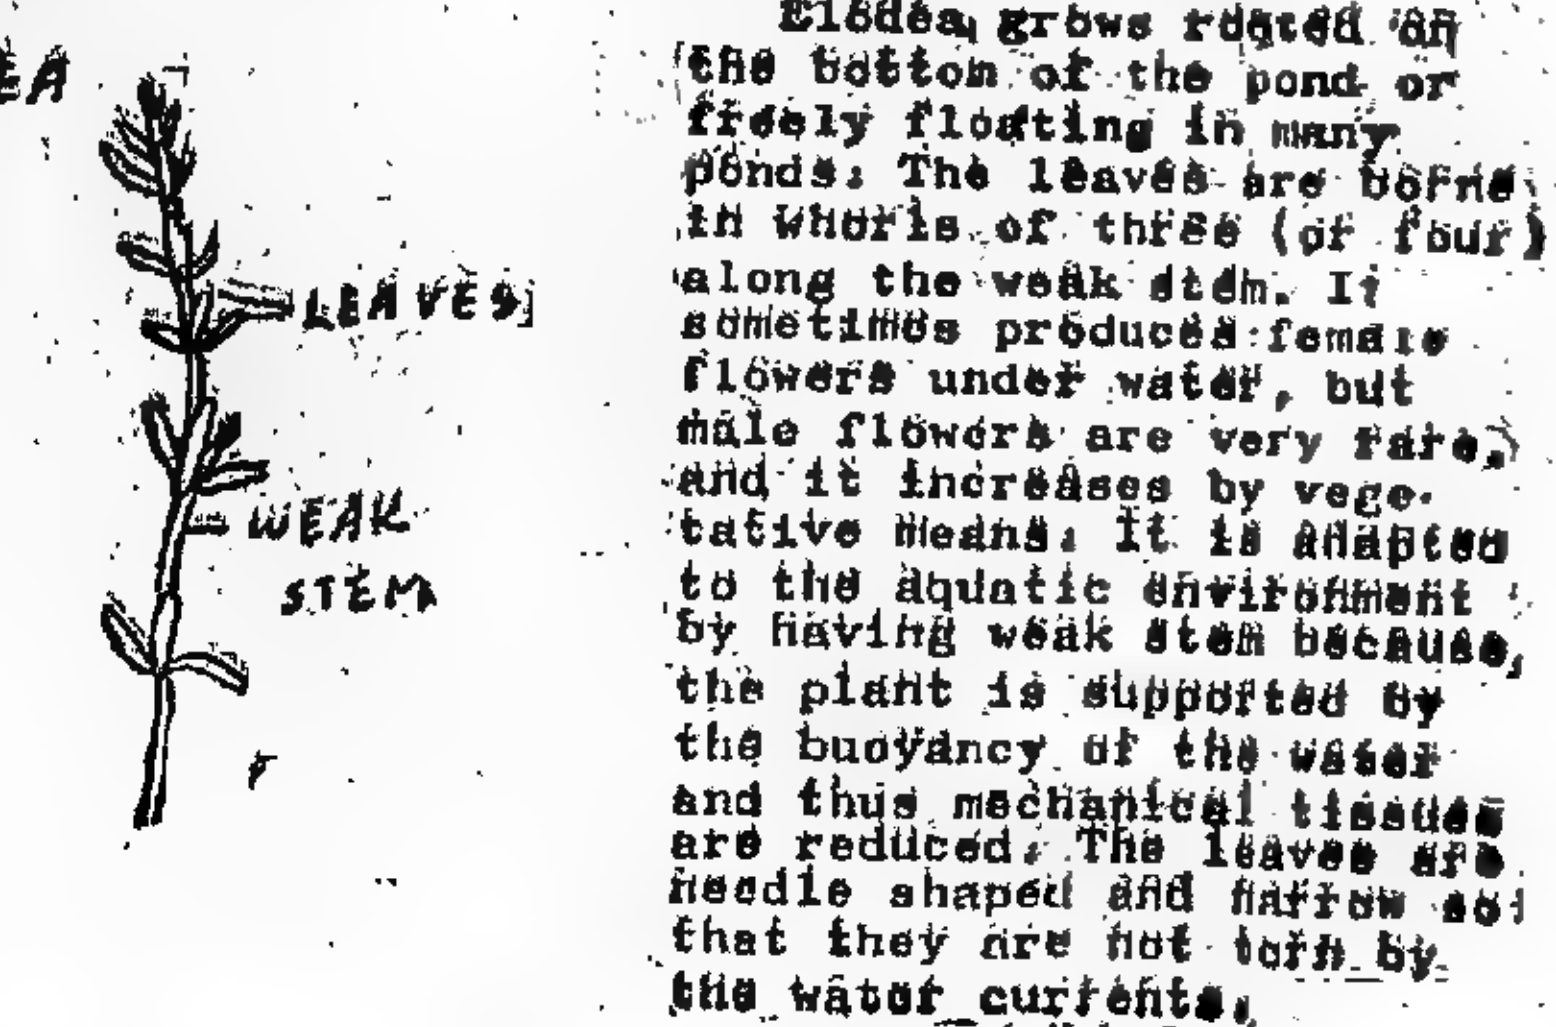 EA
LEAVES
WEAK
STEM
Elodea, grows rooted on
the bottom of the pond or
freely floating in many
ponds. The leaves are borne
in whorls of three (or four)
along the weak stem. It
sometimes produces female
flowers under water, but
male flowers are very rare,
and it increases by vege-
tative means. It is adapted
to the aquatic environment
by having weak stem because,
the plant is supported by
the buoyancy of the water
and thus mechanical tissues
are reduced. The leaves are
needle shaped and narrow so
that they are not torn by
the water currents.